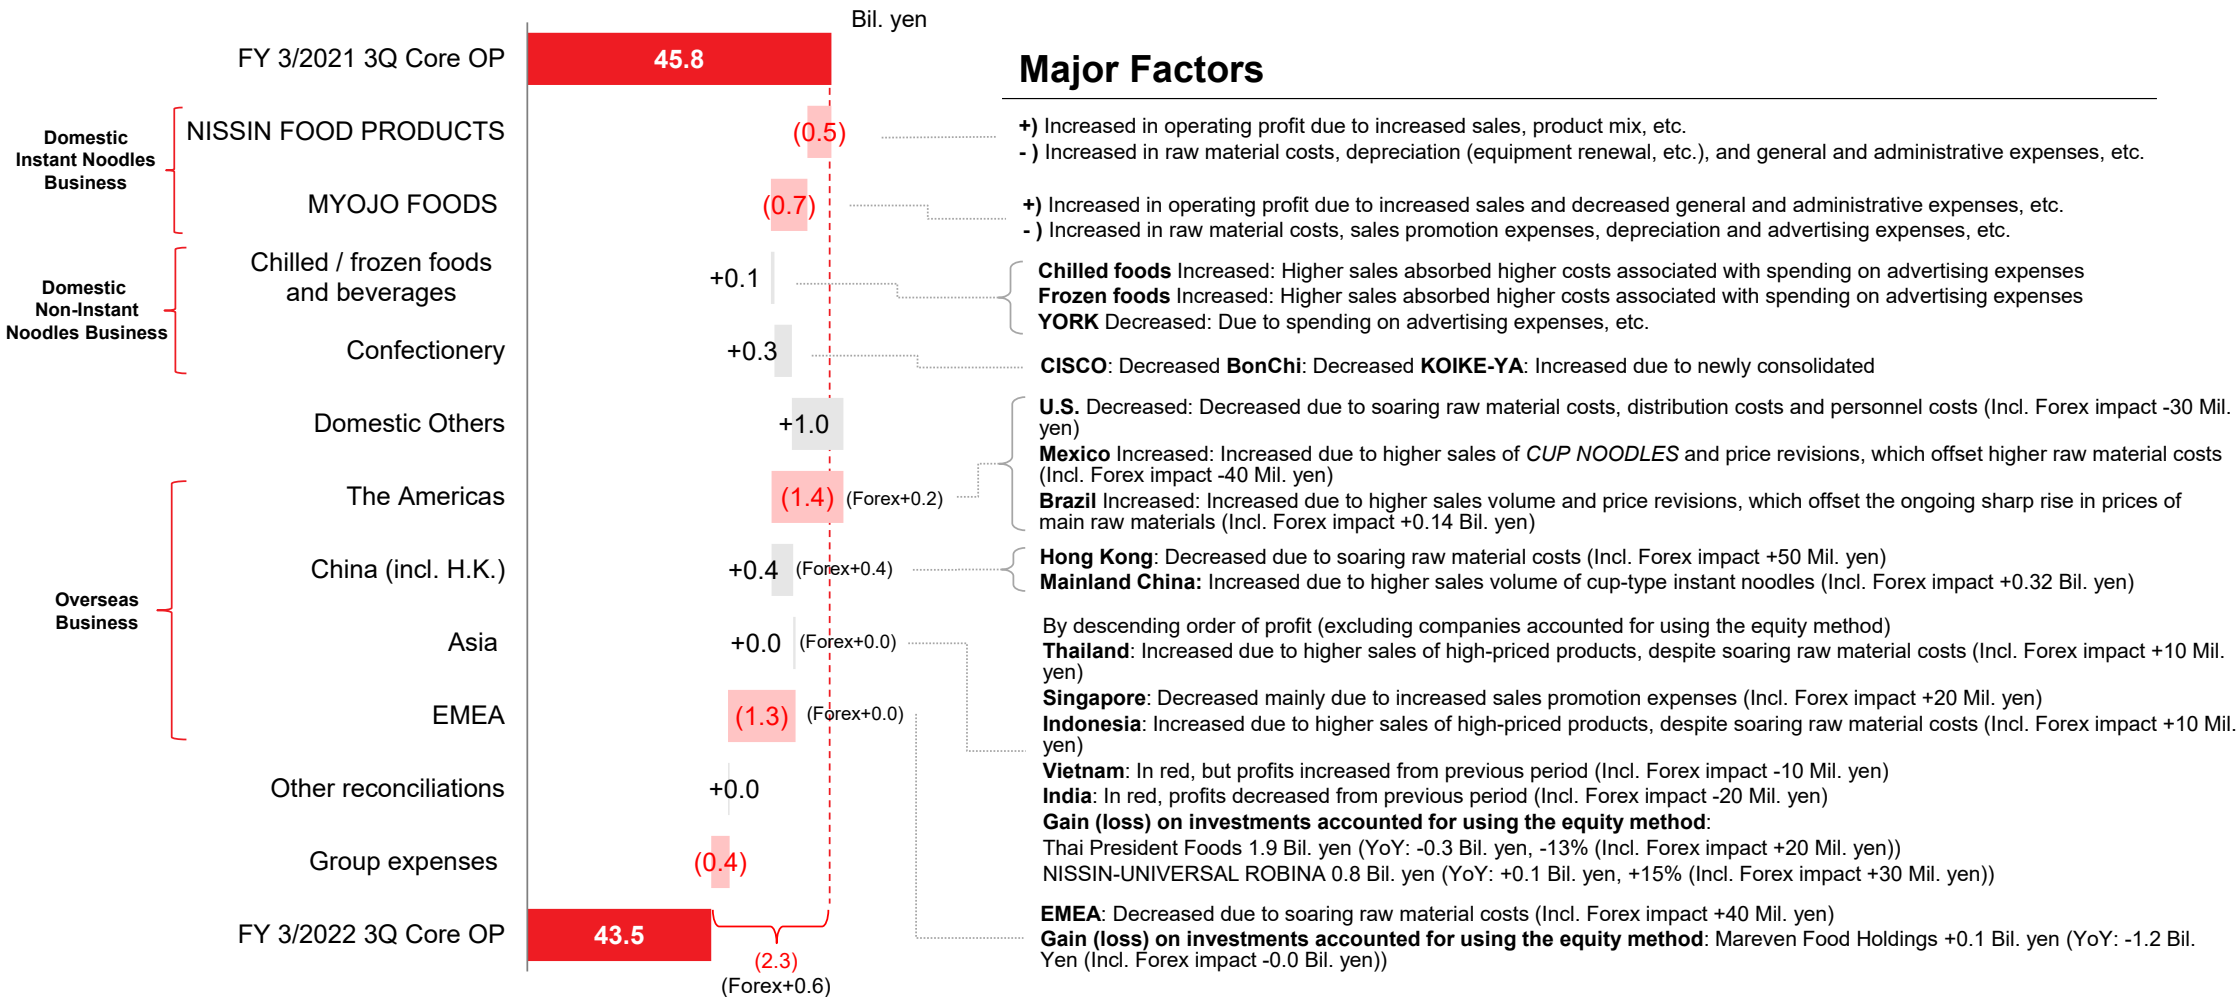 Bil. yen
FY 3/2021 3Q Core OP
45.8
Major Factors
Domestic
Instant Noodles
Business
NISSIN FOOD PRODUCTS
(0.5)
+) Increased in operating profit due to increased sales, product mix, etc.
- ) Increased in raw material costs, depreciation (equipment renewal, etc.), and general and administrative expenses, etc.
MYOJO FOODS
(0.7)
+) Increased in operating profit due to increased sales and decreased general and administrative expenses, etc.
- ) Increased in raw material costs, sales promotion expenses, depreciation and advertising expenses, etc.
Domestic
Non-Instant
Noodles Business
Chilled / frozen foods
and beverages
+0.1
Chilled foods Increased: Higher sales absorbed higher costs associated with spending on advertising expenses
Frozen foods Increased: Higher sales absorbed higher costs associated with spending on advertising expenses
YORK Decreased: Due to spending on advertising expenses, etc.
Confectionery
+0.3
CISCO: Decreased BonChi: Decreased KOIKE-YA: Increased due to newly consolidated
Domestic Others
+1.0
Overseas
Business
The Americas
(1.4)
(Forex+0.2)
U.S. Decreased: Decreased due to soaring raw material costs, distribution costs and personnel costs (Incl. Forex impact -30 Mil.
yen)
Mexico Increased: Increased due to higher sales of CUP NOODLES and price revisions, which offset higher raw material costs
(Incl. Forex impact -40 Mil. yen)
Brazil Increased: Increased due to higher sales volume and price revisions, which offset the ongoing sharp rise in prices of
main raw materials (Incl. Forex impact +0.14 Bil. yen)
China (incl. H.K.)
+0.4
(Forex+0.4)
Hong Kong: Decreased due to soaring raw material costs (Incl. Forex impact +50 Mil. yen)
Mainland China: Increased due to higher sales volume of cup-type instant noodles (Incl. Forex impact +0.32 Bil. yen)
Asia
+0.0
(Forex+0.0)
By descending order of profit (excluding companies accounted for using the equity method)
Thailand: Increased due to higher sales of high-priced products, despite soaring raw material costs (Incl. Forex impact +10 Mil.
yen)
Singapore: Decreased mainly due to increased sales promotion expenses (Incl. Forex impact +20 Mil. yen)
Indonesia: Increased due to higher sales of high-priced products, despite soaring raw material costs (Incl. Forex impact +10 Mil.
yen)
Vietnam: In red, but profits increased from previous period (Incl. Forex impact -10 Mil. yen)
India: In red, profits decreased from previous period (Incl. Forex impact -20 Mil. yen)
Gain (loss) on investments accounted for using the equity method:
Thai President Foods 1.9 Bil. yen (YoY: -0.3 Bil. yen, -13% (Incl. Forex impact +20 Mil. yen))
NISSIN-UNIVERSAL ROBINA 0.8 Bil. yen (YoY: +0.1 Bil. yen, +15% (Incl. Forex impact +30 Mil. yen))
EMEA
(1.3)
(Forex+0.0)
EMEA: Decreased due to soaring raw material costs (Incl. Forex impact +40 Mil. yen)
Gain (loss) on investments accounted for using the equity method: Mareven Food Holdings +0.1 Bil. yen (YoY: -1.2 Bil.
Yen (Incl. Forex impact -0.0 Bil. yen))
Other reconciliations
+0.0
Group expenses
(0.4)
FY 3/2022 3Q Core OP
43.5
(2.3)
(Forex+0.6)